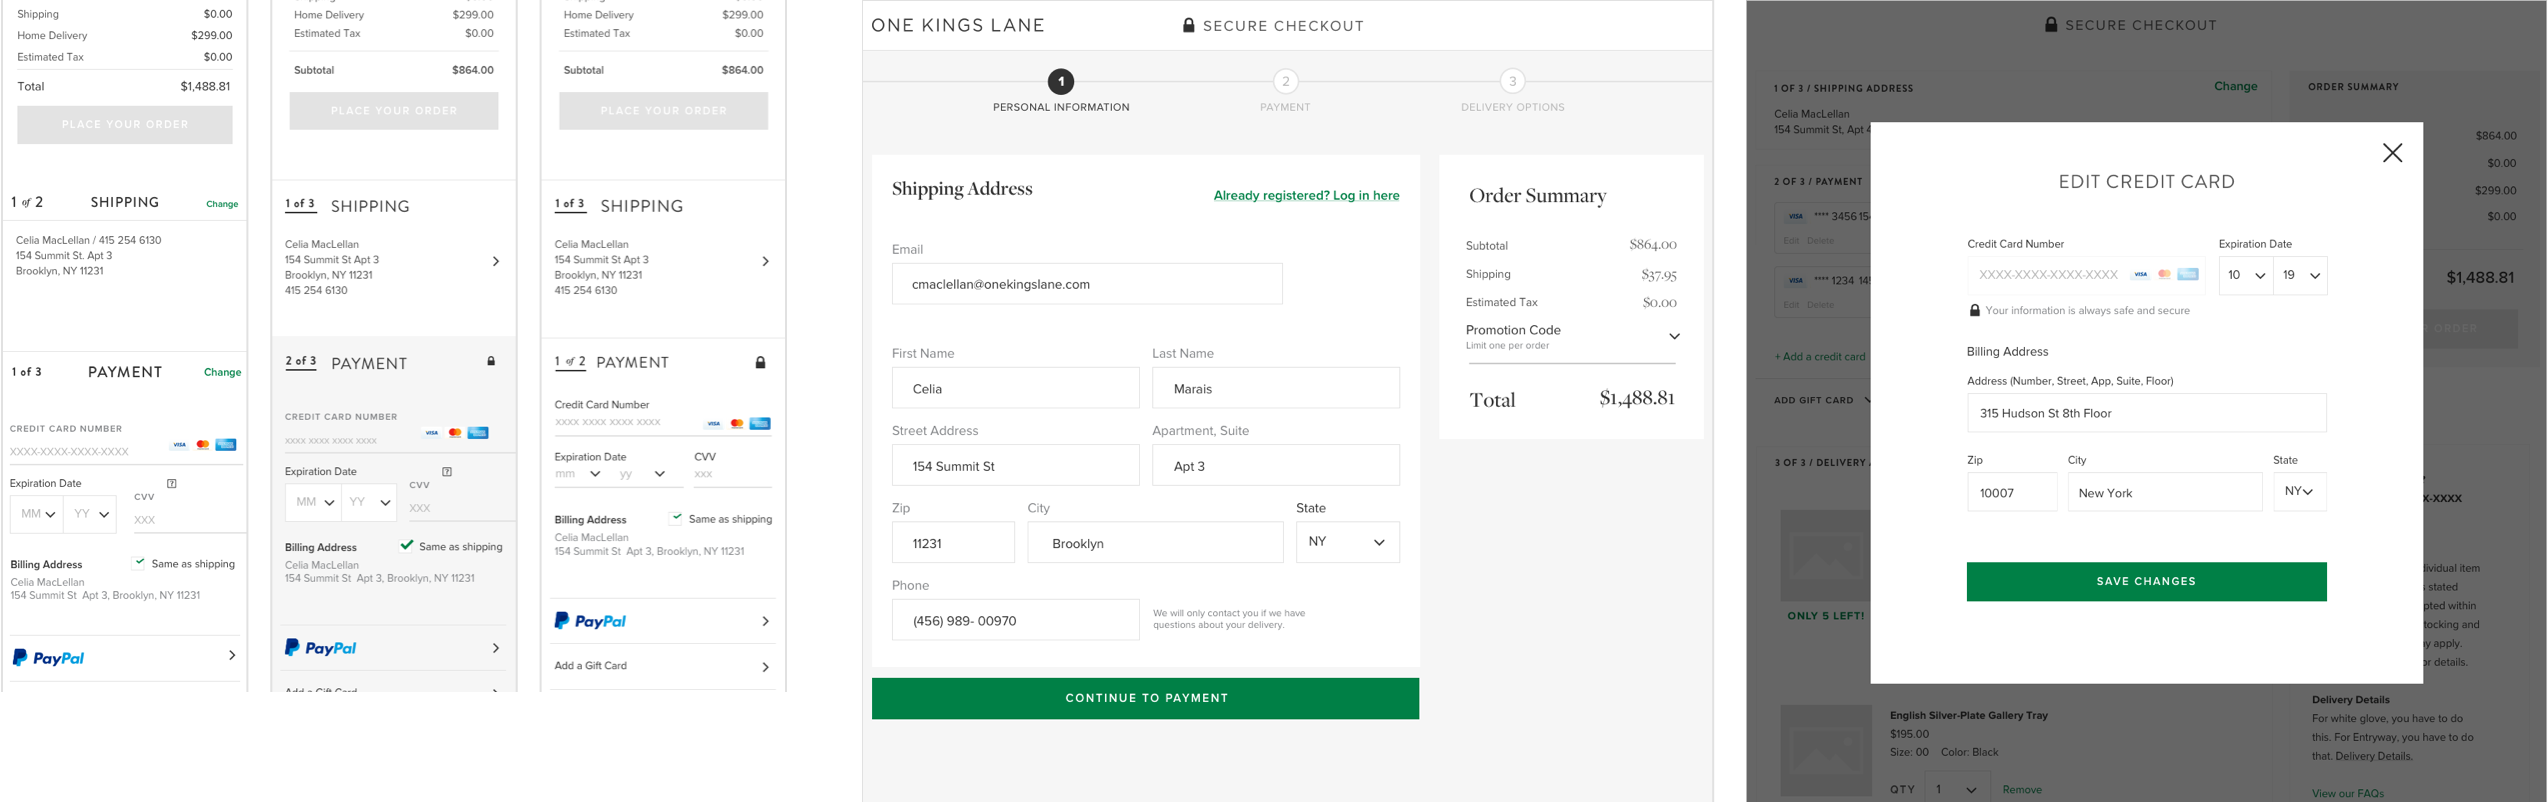 Shipping $0.00
Home Delivery $299.00
Estimated Tax $0.00
Total $1,488.81
PLACE YOUR ORDER
1 of 2 SHIPPING Change
Celia MacLellan / 415 254 6130
154 Summit St. Apt 3
Brooklyn, NY 11231
1 of 3 PAYMENT Change
CREDIT CARD NUMBER
XXXX-XXXX-XXXX-XXXX VISA
Expiration Date ?
CVV
MM YY XXX
Billing Address Same as shipping
Celia MacLellan
154 Summit St Apt 3, Brooklyn, NY 11231
PayPal
Home Delivery $299.00
Estimated Tax $0.00
Subtotal $864.00
PLACE YOUR ORDER
1 of 3 SHIPPING
Celia MacLellan
154 Summit St Apt 3
Brooklyn, NY 11231
415 254 6130
2 of 3 PAYMENT
CREDIT CARD NUMBER
xxxx xxxx xxxx xxxx VISA
Expiration Date ?
CVV
MM YY XXX
Billing Address Same as shipping
Celia MacLellan
154 Summit St Apt 3, Brooklyn, NY 11231
PayPal
Add a Gift Card
Home Delivery $299.00
Estimated Tax $0.00
Subtotal $864.00
PLACE YOUR ORDER
1 of 3 SHIPPING
Celia MacLellan
154 Summit St Apt 3
Brooklyn, NY 11231
415 254 6130
1 of 2 PAYMENT
Credit Card Number
xxxx xxxx xxxx xxxx VISA
Expiration Date CVV
mm yy xxx
Billing Address Same as shipping
Celia MacLellan
154 Summit St Apt 3, Brooklyn, NY 11231
PayPal
Add a Gift Card
ONE KINGS LANE SECURE CHECKOUT
1 2 3
PERSONAL INFORMATION PAYMENT DELIVERY OPTIONS
Shipping Address Already registered? Log in here
Email
cmaclellan@onekingslane.com
First Name Last Name
Celia Marais
Street Address Apartment, Suite
154 Summit St Apt 3
Zip City State
11231 Brooklyn NY
Phone
(456) 989- 00970
We will only contact you if we have
questions about your delivery.
CONTINUE TO PAYMENT
Order Summary
Subtotal $864.00
Shipping $37.95
Estimated Tax $0.00
Promotion Code
Limit one per order
Total $1,488.81
SECURE CHECKOUT
1 OF 3 / SHIPPING ADDRESS Change
Celia MacLellan
154 Summit St, Apt 4
2 OF 3 / PAYMENT
VISA **** 3456 154
Edit Delete
VISA **** 1234 145
Edit Delete
+ Add a credit card
ADD GIFT CARD
3 OF 3 / DELIVERY
ONLY 5 LEFT!
English Silver-Plate Gallery Tray
$195.00
Size: 00 Color: Black
QTY 1 Remove
EDIT CREDIT CARD
Credit Card Number Expiration Date
XXXX-XXXX-XXXX-XXXX VISA 10 19
Your information is always safe and secure
Billing Address
Address (Number, Street, App, Suite, Floor)
315 Hudson St 8th Floor
Zip City State
10007 New York NY
SAVE CHANGES
ORDER SUMMARY
$864.00
$0.00
$299.00
$0.00
$1,488.81
ORDER
X-XXXX
item
stated
within
and
apply.
details.
Delivery Details
For white glove, you have to do
this. For Entryway, you have to do
that. Delivery Details.
View our FAQs